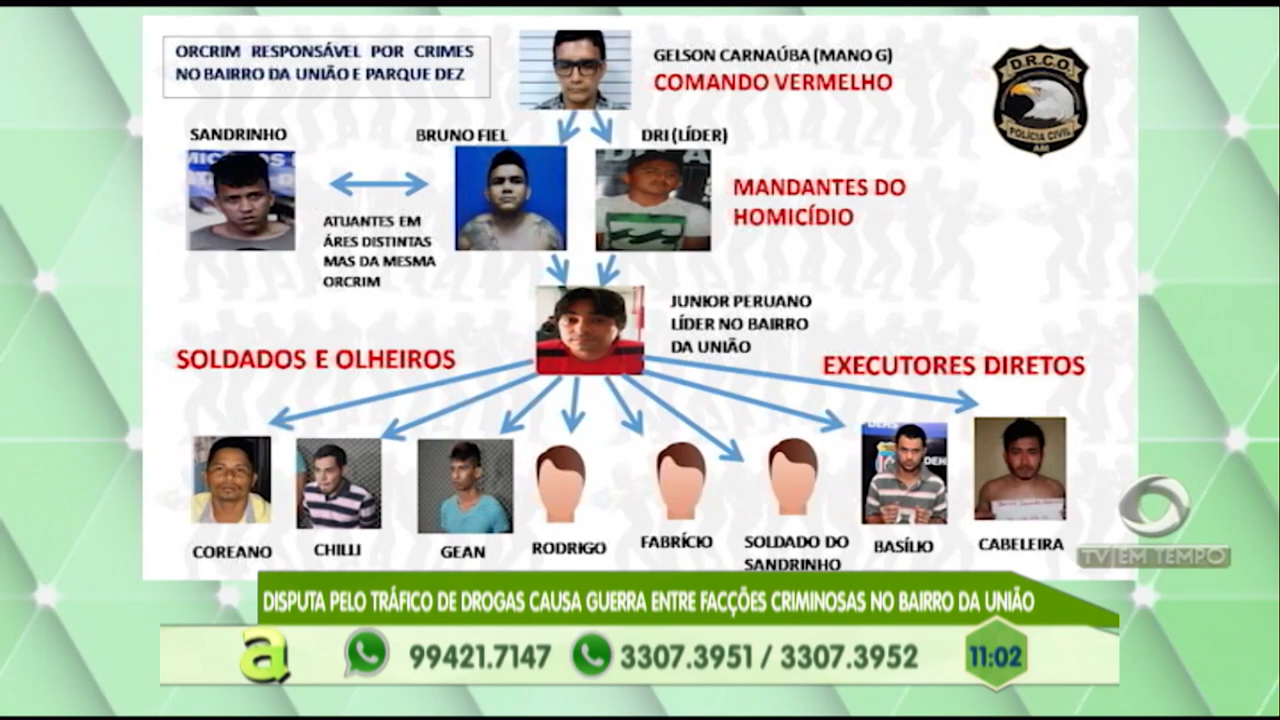 ORCRIM RESPONSÁVEL POR CRIMES
NO BAIRRO DA UNIÃO E PARQUE DEZ
GELSON CARNAÚBA (MANO G)
COMANDO VERMELHO
D.R.C.O.
POLÍCIA CIVIL
AM
SANDRINHO
BRUNO FIEL
DRI (LÍDER)
ATUANTES EM
ÁRES DISTINTAS
MAS DA MESMA
ORCRIM
MANDANTES DO
HOMICÍDIO
JUNIOR PERUANO
LÍDER NO BAIRRO
DA UNIÃO
SOLDADOS E OLHEIROS
EXECUTORES DIRETOS
COREANO
CHILLI
GEAN
RODRIGO
FABRÍCIO
SOLDADO DO
SANDRINHO
BASÍLIO
CABELEIRA
TV EM TEMPO
DISPUTA PELO TRÁFICO DE DROGAS CAUSA GUERRA ENTRE FACÇÕES CRIMINOSAS NO BAIRRO DA UNIÃO
a
99421.7147
3307.3951 / 3307.3952
11:02